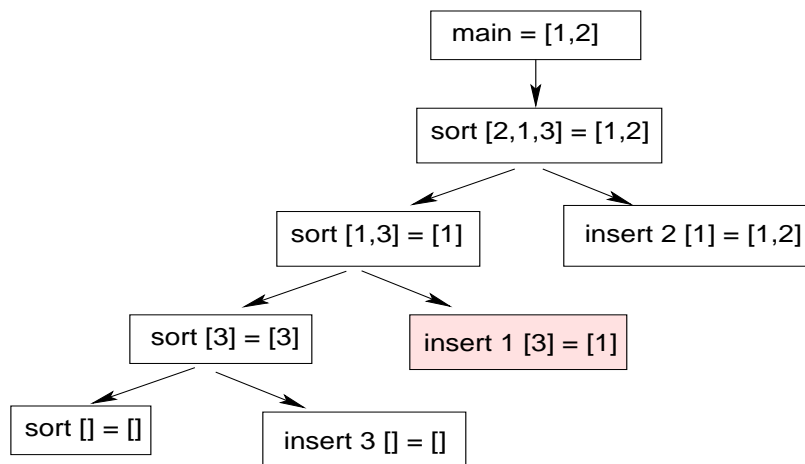 main = [1,2]
sort [2,1,3] = [1,2]
sort [1,3] = [1]
insert 2 [1] = [1,2]
sort [3] = [3]
insert 1 [3] = [1]
sort [] = []
insert 3 [] = []